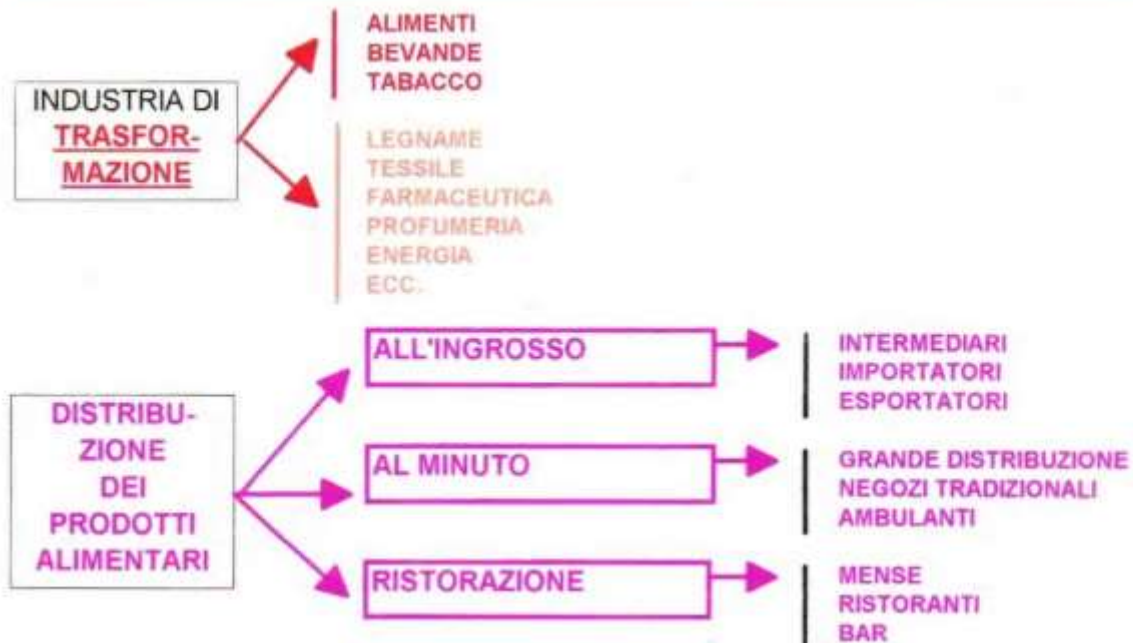 INDUSTRIA DI
TRASFOR-
MAZIONE
ALIMENTI
BEVANDE
TABACCO
LEGNAME
TESSILE
FARMACEUTICA
PROFUMERIA
ENERGIA
ECC.
DISTRIBU-
ZIONE
DEI
PRODOTTI
ALIMENTARI
ALL'INGROSSO
INTERMEDIARI
IMPORTATORI
ESPORTATORI
AL MINUTO
GRANDE DISTRIBUZIONE
NEGOZI TRADIZIONALI
AMBULANTI
RISTORAZIONE
MENSE
RISTORANTI
BAR